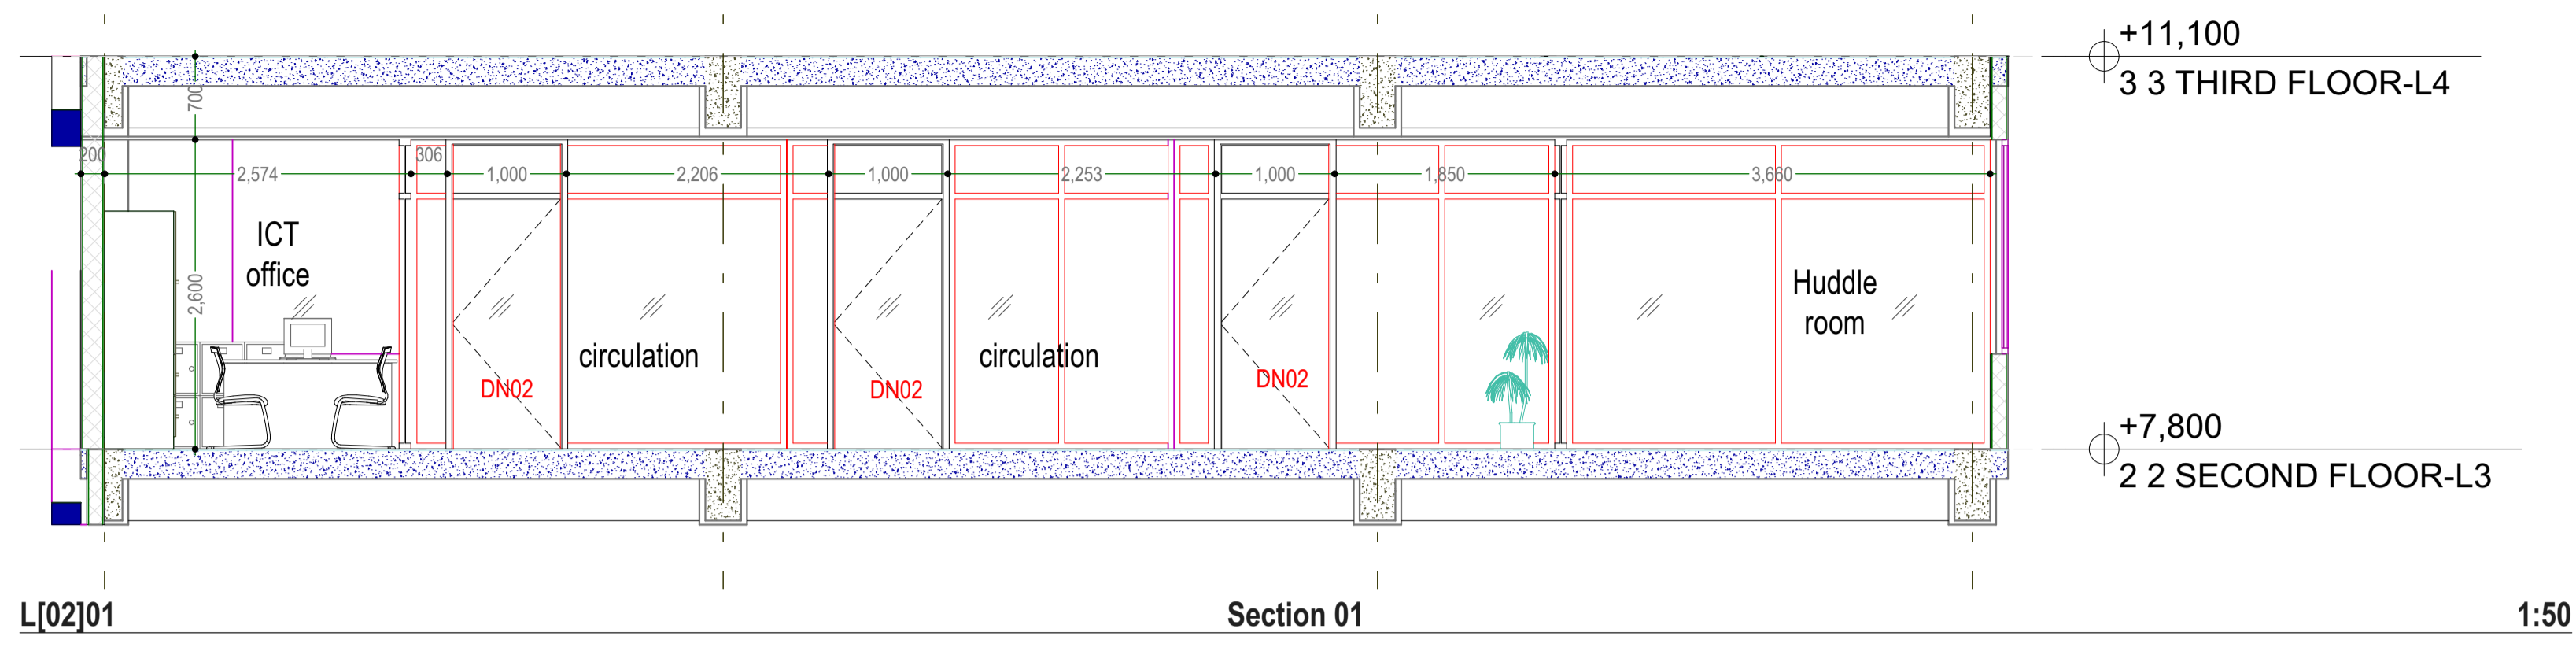 +11,100
3 3 THIRD FLOOR-L4
700
200
2,574
306
1,000
2,206
1,000
2,253
1,000
1,850
3,660
ICT
office
2,600
Huddle
room
circulation
circulation
DN02
DN02
DN02
+7,800
2 2 SECOND FLOOR-L3
L[02]01
Section 01
1:50